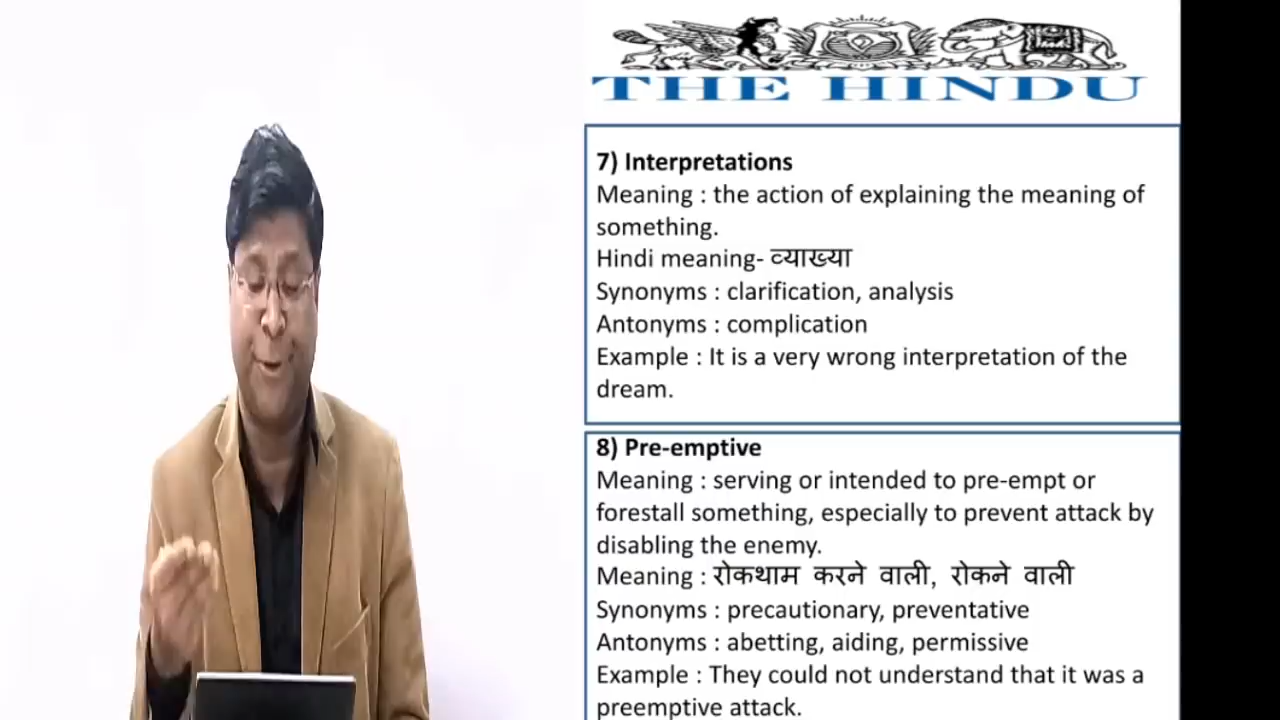 THE HINDU
7) Interpretations
Meaning : the action of explaining the meaning of
something.
Hindi meaning- व्याख्या
Synonyms : clarification, analysis
Antonyms : complication
Example : It is a very wrong interpretation of the
dream.
8) Pre-emptive
Meaning : serving or intended to pre-empt or
forestall something, especially to prevent attack by
disabling the enemy.
Meaning : रोकथाम करने वाली, रोकने वाली
Synonyms : precautionary, preventative
Antonyms : abetting, aiding, permissive
Example : They could not understand that it was a
preemptive attack.